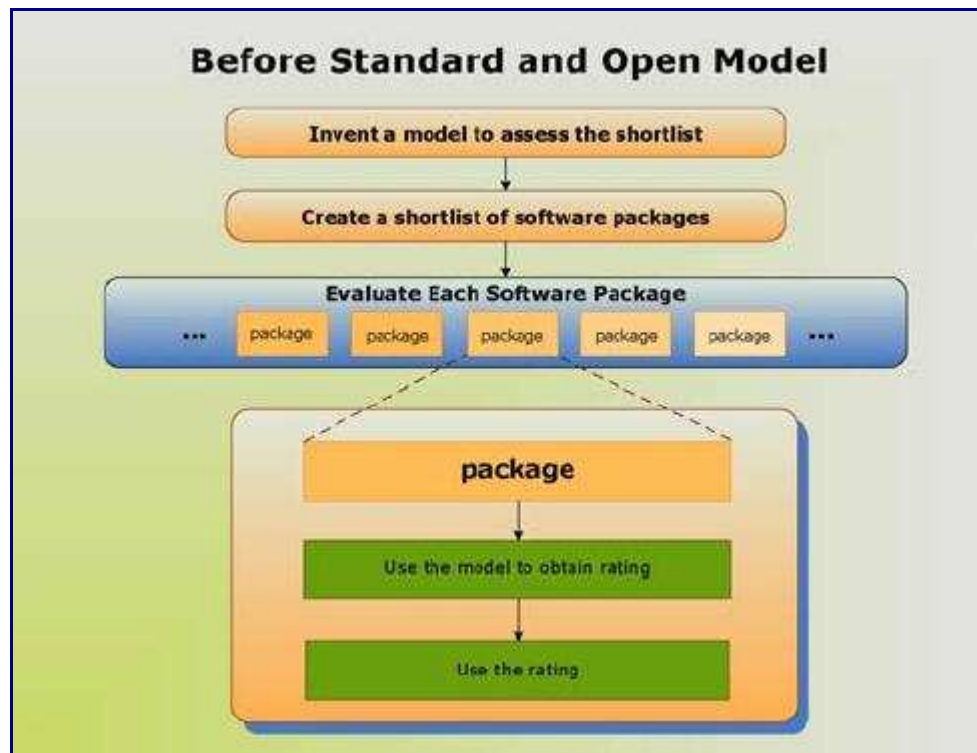 Before Standard and Open Model
Invent a model to assess the shortlist
Create a shortlist of software packages
Evaluate Each Software Package
... package package package package package ...
package
Use the model to obtain rating
Use the rating